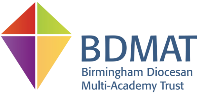 BDMAT
Birmingham Diocesan
Multi-Academy Trust